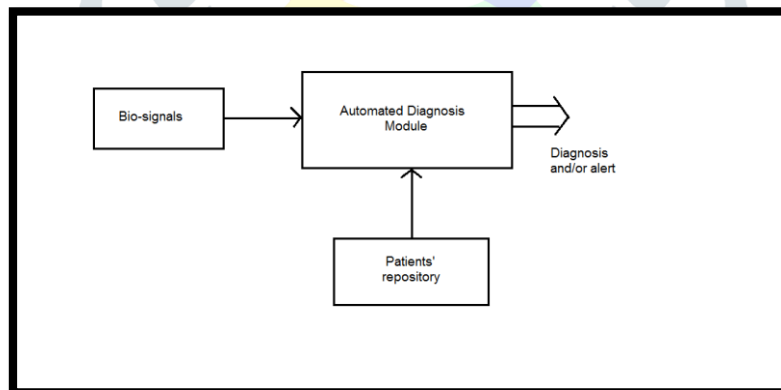 Bio-signals
Automated Diagnosis
Module
Diagnosis
and/or alert
Patients'
repository